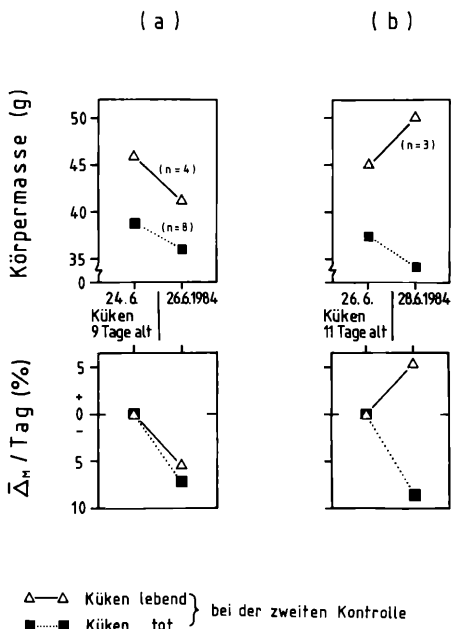 (a) (b)
Körpermasse (g)
50
45
40
35
0
(n=4)
(n=8)
(n=3)
24. 6. 26.6.1984 26. 6. 28.6.1984
Küken
9 Tage alt
Küken
11 Tage alt
Δ̅M / Tag (%)
5
+
0
−
5
10
△—△ Küken lebend } bei der zweiten Kontrolle
■┈■ Küken tot